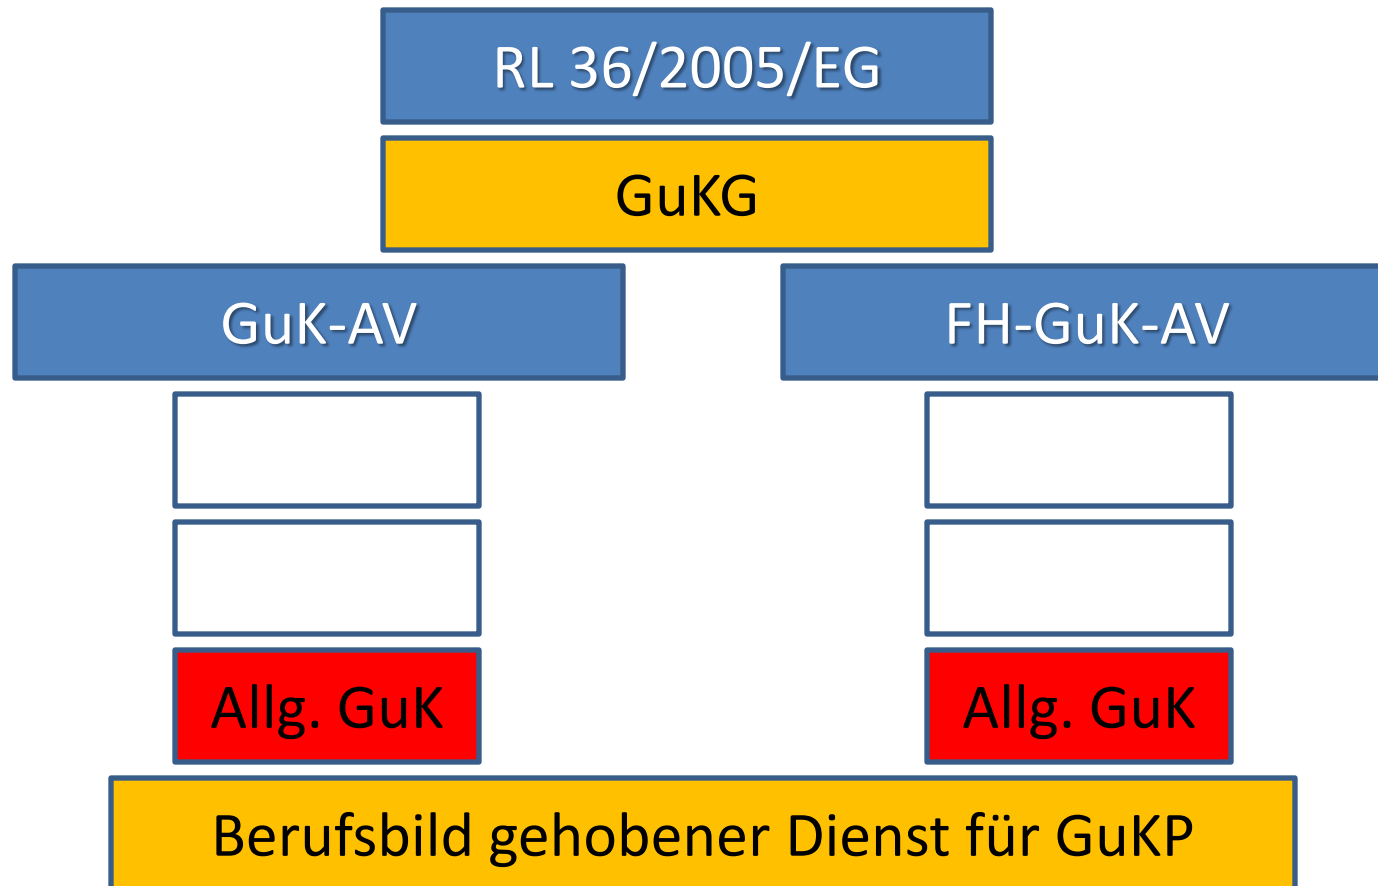 RL 36/2005/EG
GuKG
GuK-AV
FH-GuK-AV
Allg. GuK
Allg. GuK
Berufsbild gehobener Dienst für GuKP